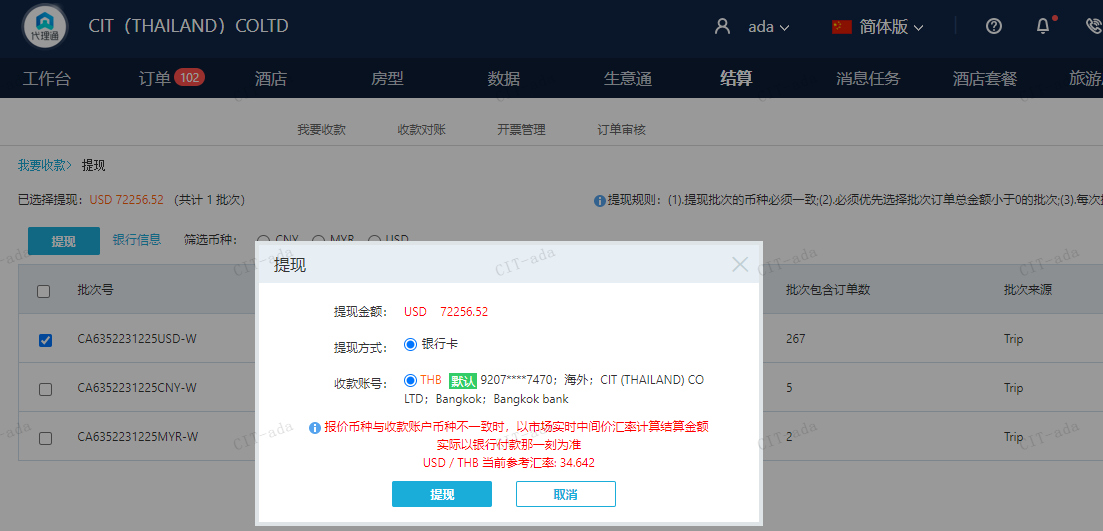 代理通
CIT（THAILAND）COLTD
ada
简体版
工作台
订单 102
酒店
房型
数据
生意通
结算
消息任务
酒店套餐
旅游
我要收款
收款对账
开票管理
订单审核
我要收款> 提现
已选择提现： USD 72256.52 （共计 1 批次）
提现规则：(1).提现批次的币种必须一致;(2).必须优先选择批次订单总金额小于0的批次;(3).每次
提现
银行信息
筛选币种：
CNY
MYR
USD
批次号
批次包含订单数
批次来源
CA6352231225USD-W
267
Trip
CA6352231225CNY-W
5
Trip
CA6352231225MYR-W
2
Trip
提现
提现金额： USD 72256.52
提现方式： 银行卡
收款账号： THB 默认 9207****7470；海外；CIT (THAILAND) CO
LTD；Bangkok；Bangkok bank
报价币种与收款账户币种不一致时，以市场实时中间价汇率计算结算金额
实际以银行付款那一刻为准
USD / THB 当前参考汇率: 34.642
提现
取消
CIT-ada
CIT-ada
CIT-ada
CIT-ada
CIT-ada
CIT-ada